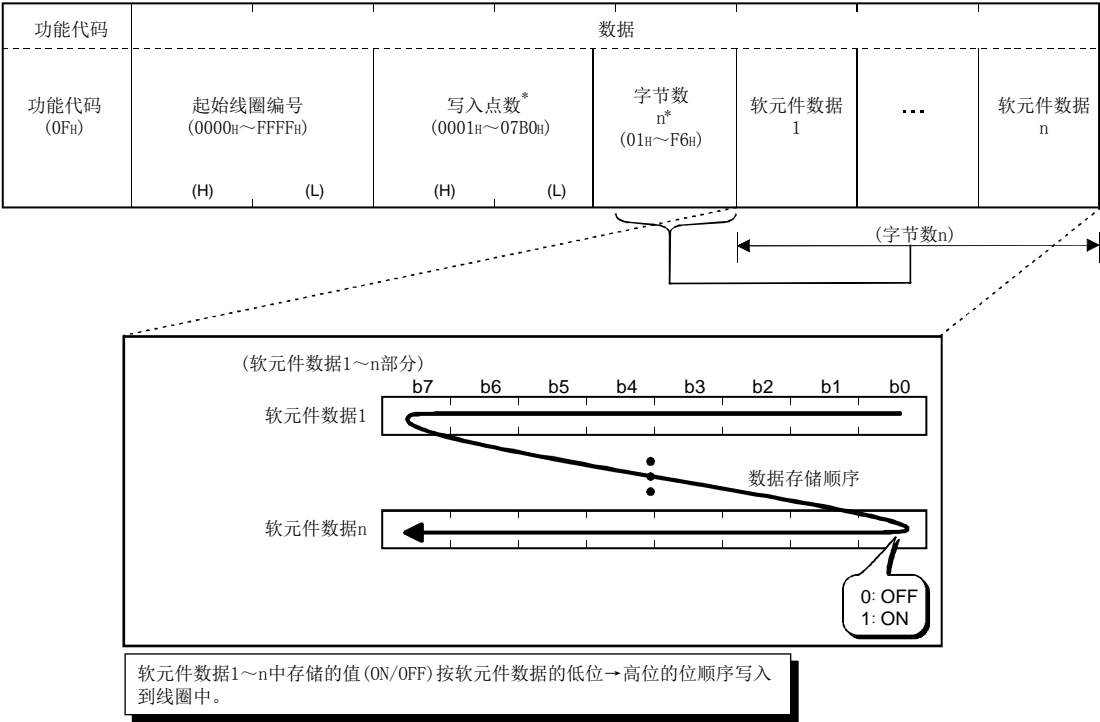 功能代码 数据
功能代码 起始线圈编号 写入点数* 字节数 软元件数据 … 软元件数据
(0FH) (0000H～FFFFH) (0001H～07B0H) n* 1 n
(01H～F6H)
(H) (L) (H) (L)
(字节数n)
(软元件数据1～n部分)
b7 b6 b5 b4 b3 b2 b1 b0
软元件数据1
数据存储顺序
软元件数据n
0: OFF
1: ON
软元件数据1～n中存储的值(ON/OFF)按软元件数据的低位→高位的位顺序写入
到线圈中。